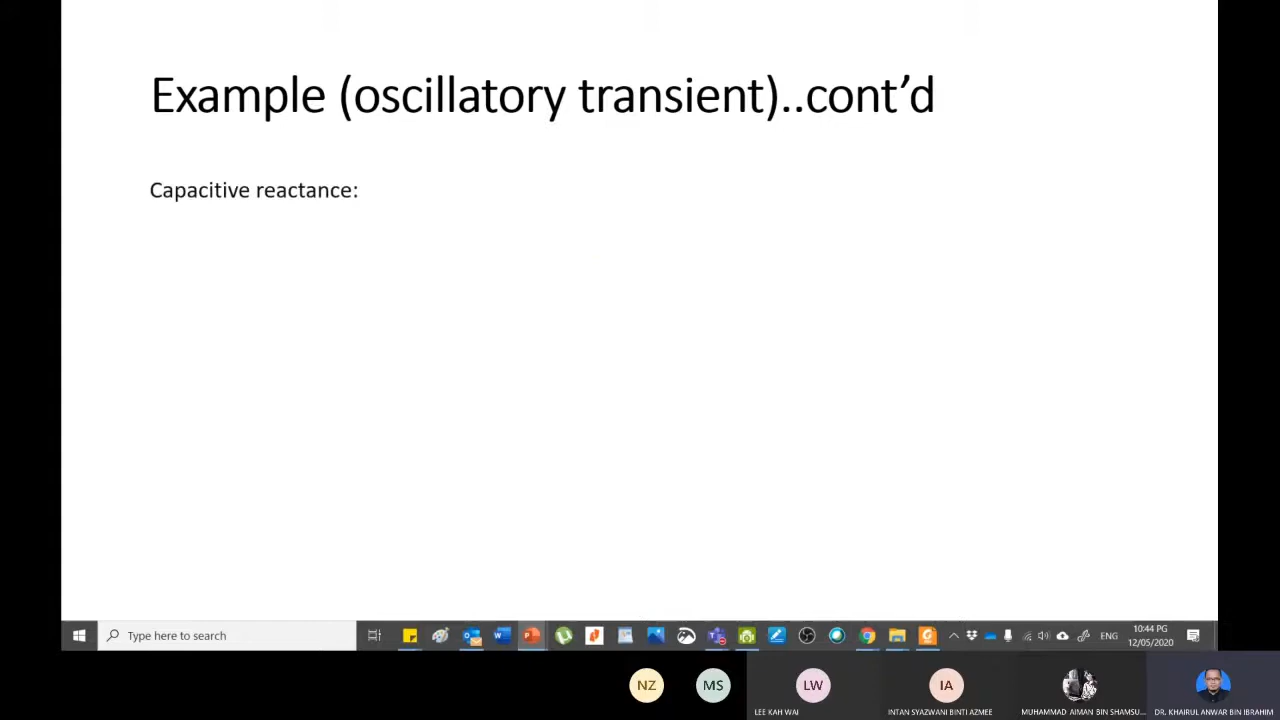 Example (oscillatory transient)..cont’d
Capacitive reactance:
Type here to search
ENG
10:44 PG
12/05/2020
NZ
MS
LW
IA
LEE KAH WAI
INTAN SYAZWANI BINTI AZMEE
MUHAMMAD AIMAN BIN SHAMSU...
DR. KHAIRUL ANWAR BIN IBRAHIM